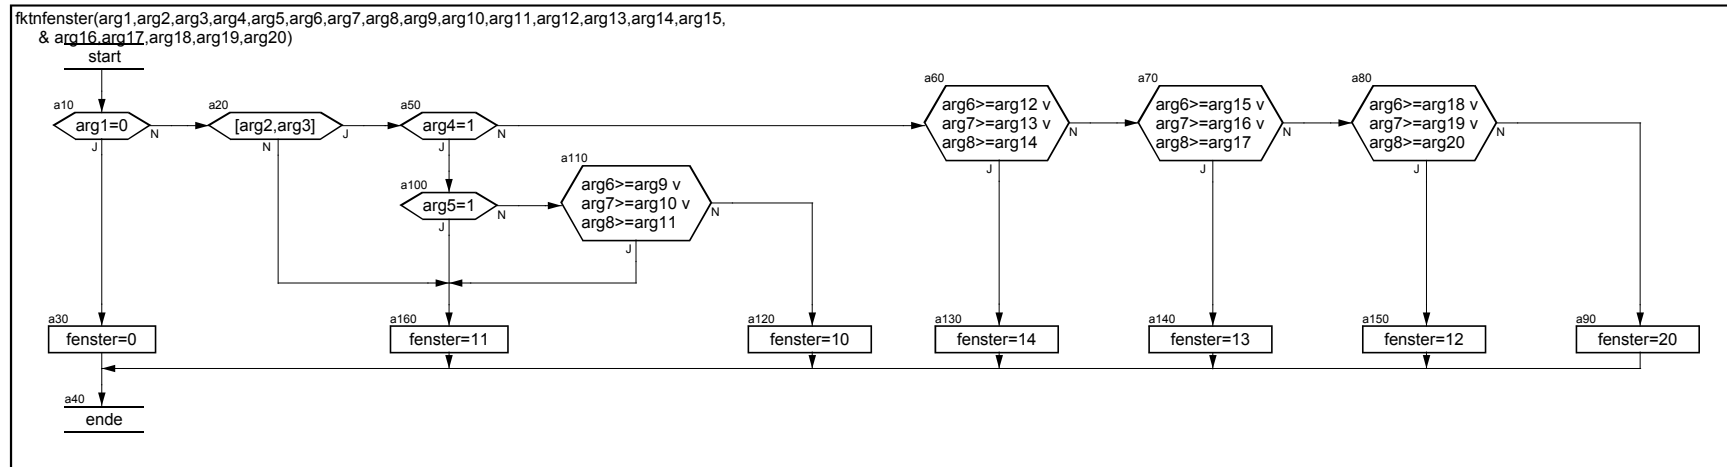 fktnfenster(arg1,arg2,arg3,arg4,arg5,arg6,arg7,arg8,arg9,arg10,arg11,arg12,arg13,arg14,arg15,
& arg16,arg17,arg18,arg19,arg20)
start
a10
arg1=0
N
J
a20
[arg2,arg3]
J
N
a50
arg4=1
N
J
a60
arg6>=arg12 v
arg7>=arg13 v
arg8>=arg14
N
J
a70
arg6>=arg15 v
arg7>=arg16 v
arg8>=arg17
N
J
a80
arg6>=arg18 v
arg7>=arg19 v
arg8>=arg20
N
J
a100
arg5=1
N
J
a110
arg6>=arg9 v
arg7>=arg10 v
arg8>=arg11
N
J
a30
fenster=0
a160
fenster=11
a120
fenster=10
a130
fenster=14
a140
fenster=13
a150
fenster=12
a90
fenster=20
a40
ende